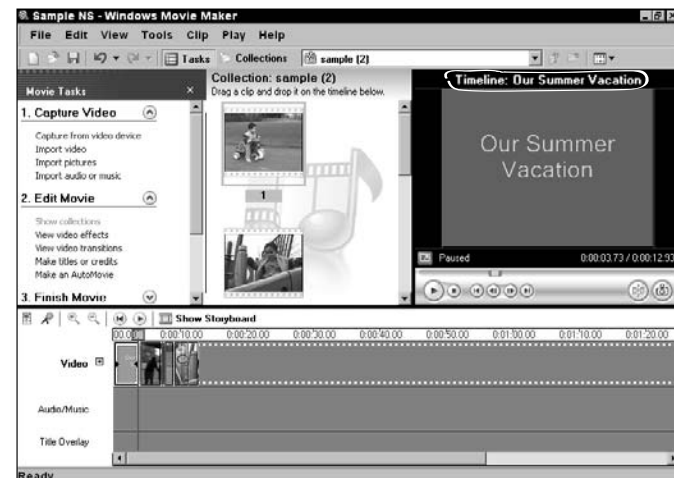 Sample NS - Windows Movie Maker
File Edit View Tools Clip Play Help
Tasks Collections sample (2)
Movie Tasks ×
1. Capture Video
Capture from video device
Import video
Import pictures
Import audio or music
2. Edit Movie
Show collections
View video effects
View video transitions
Make titles or credits
Make an AutoMovie
3. Finish Movie
Collection: sample (2)
Drag a clip and drop it on the timeline below.
1
Timeline: Our Summer Vacation
Our Summer
Vacation
Paused 0:00:03.73 / 0:00:12.93
Show Storyboard
0:00:10.00 0:00:20.00 0:00:30.00 0:00:40.00 0:00:50.00 0:01:00.00 0:01:10.00 0:01:20.00
Video
Audio/Music
Title Overlay
Ready